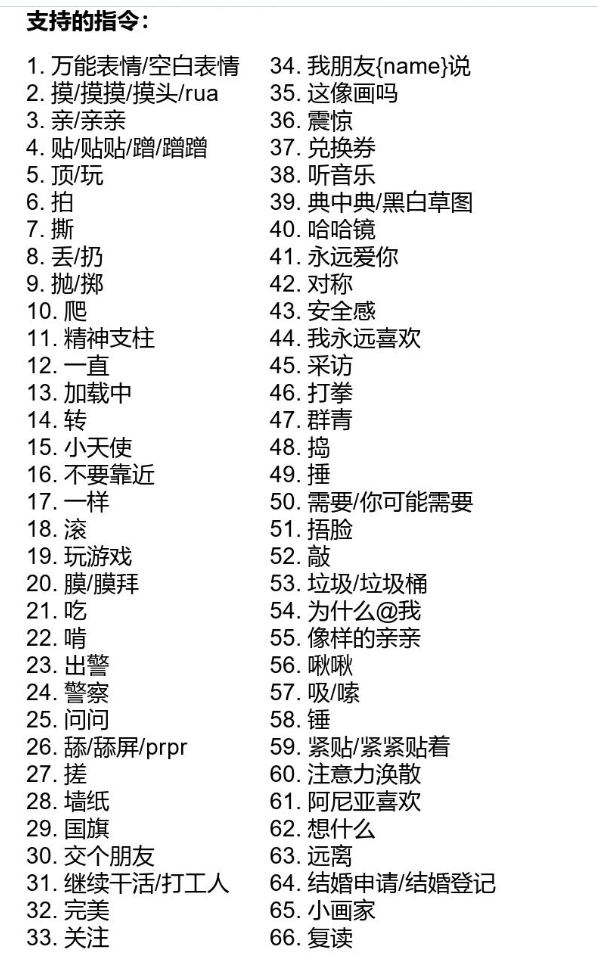 支持的指令：
1. 万能表情/空白表情
2. 摸/摸摸/摸头/rua
3. 亲/亲亲
4. 贴/贴贴/蹭/蹭蹭
5. 顶/玩
6. 拍
7. 撕
8. 丢/扔
9. 抛/掷
10. 爬
11. 精神支柱
12. 一直
13. 加载中
14. 转
15. 小天使
16. 不要靠近
17. 一样
18. 滚
19. 玩游戏
20. 膜/膜拜
21. 吃
22. 啃
23. 出警
24. 警察
25. 问问
26. 舔/舔屏/prpr
27. 搓
28. 墙纸
29. 国旗
30. 交个朋友
31. 继续干活/打工人
32. 完美
33. 关注
34. 我朋友{name}说
35. 这像画吗
36. 震惊
37. 兑换券
38. 听音乐
39. 典中典/黑白草图
40. 哈哈镜
41. 永远爱你
42. 对称
43. 安全感
44. 我永远喜欢
45. 采访
46. 打拳
47. 群青
48. 捣
49. 捶
50. 需要/你可能需要
51. 捂脸
52. 敲
53. 垃圾/垃圾桶
54. 为什么@我
55. 像样的亲亲
56. 啾啾
57. 吸/嗦
58. 锤
59. 紧贴/紧紧贴着
60. 注意力涣散
61. 阿尼亚喜欢
62. 想什么
63. 远离
64. 结婚申请/结婚登记
65. 小画家
66. 复读